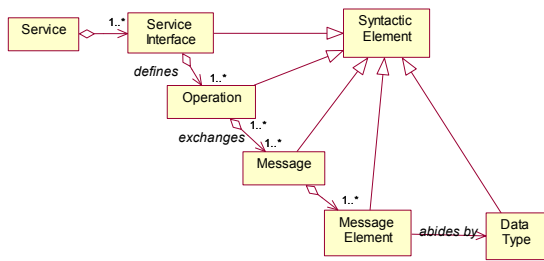 Service
1..*
Service
Interface
Syntactic
Element
defines
1..*
Operation
1..*
exchanges
1..*
Message
1..*
Message
Element
abides by
Data
Type